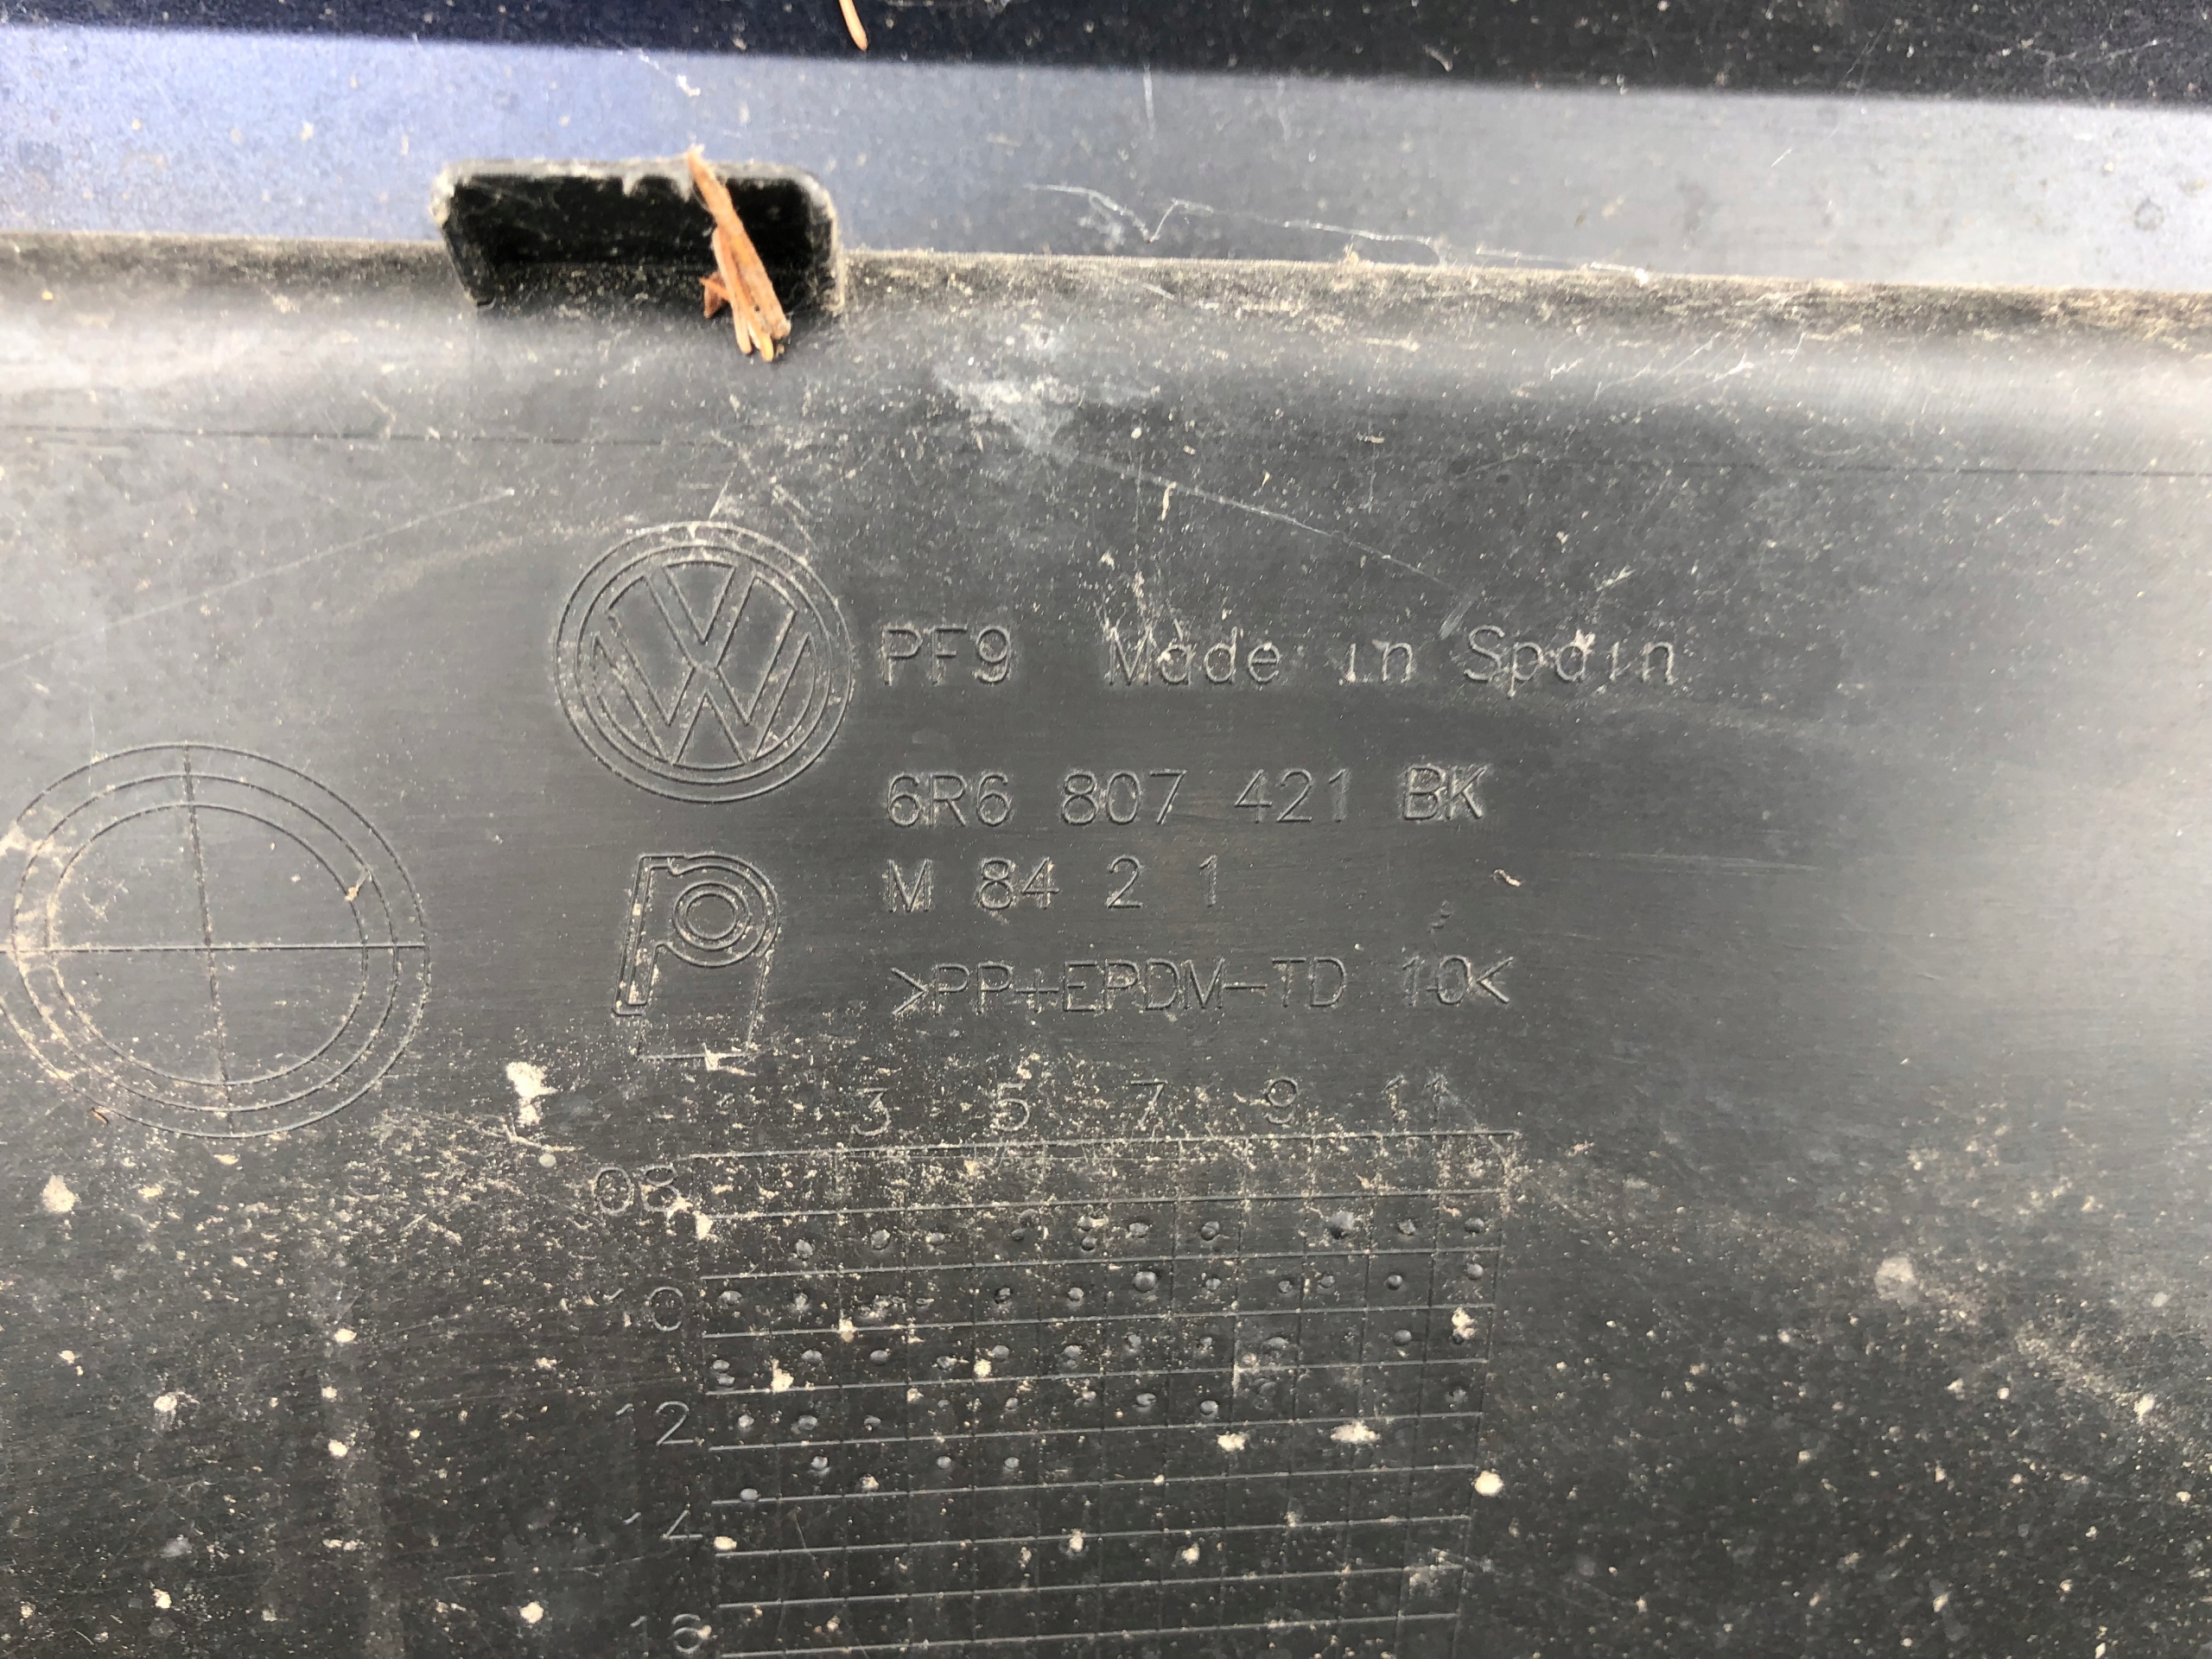 PF9 Made in Spain
6R6 807 421 BK
M 84 2 1
>PP+EPDM-TD 10<
3 5 7 9 11
08
10
12
14
16